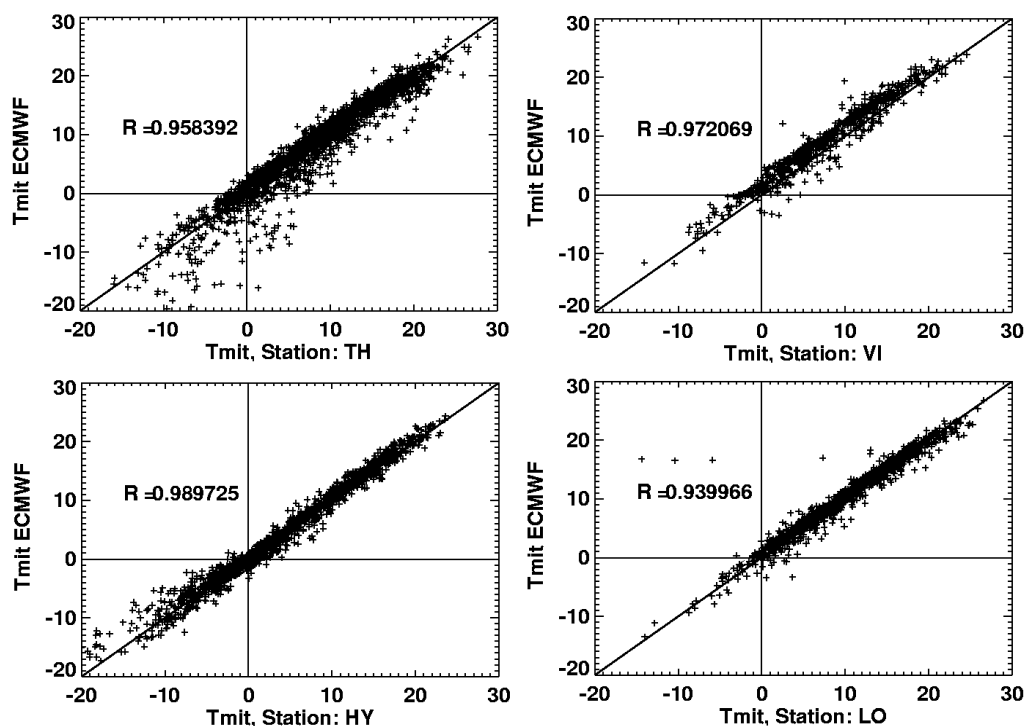 30
20
10
0
-10
-20
Tmit ECMWF
R =0.958392
-20 0 10 20 30
Tmit, Station: TH
30
20
10
0
-10
-20
Tmit ECMWF
R =0.972069
-20 -10 0 10 20 30
Tmit, Station: VI
30
20
10
0
-10
-20
Tmit ECMWF
R =0.989725
-20 -10 0 10 20 30
Tmit, Station: HY
30
20
10
0
-10
-20
Tmit ECMWF
R =0.939966
-20 -10 0 10 20 30
Tmit, Station: LO